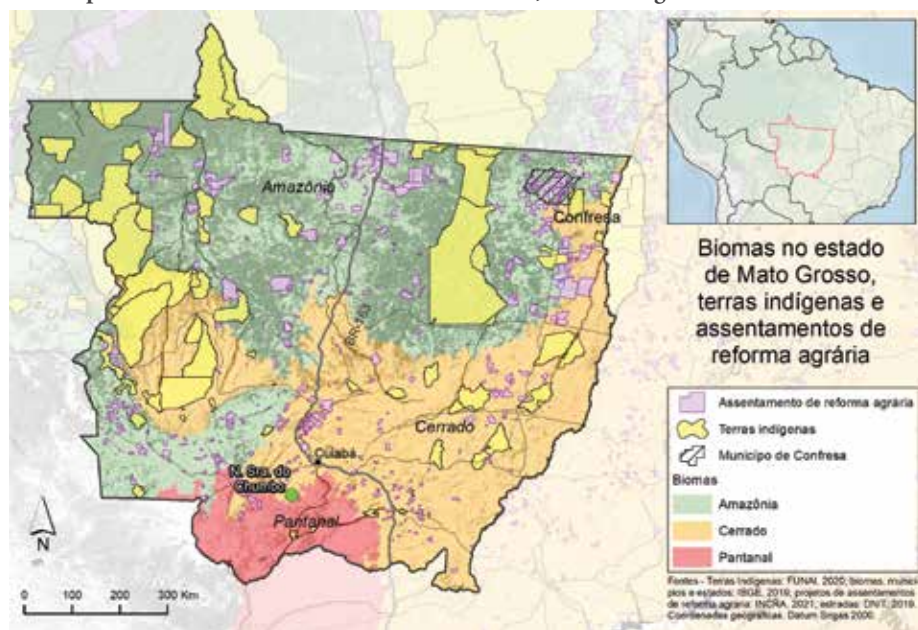 Amazônia
Confresa
BR-163
Cerrado
Cuiabá
N. Sra. do
Chumbo
Pantanal
N
0 100 200 300 Km
Biomas no estado
de Mato Grosso,
terras indígenas e
assentamentos de
reforma agrária
Assentamento de reforma agrária
Terras indígenas
Município de Confresa
Biomas
Amazônia
Cerrado
Pantanal
Fontes - Terras Indígenas: FUNAI, 2020; biomas, municí-
pios e estados: IBGE, 2019; projetos de assentamentos
de reforma agrária: INCRA, 2021; estradas: DNIT, 2019.
Coordenadas geográficas. Datum Sirgas 2000.